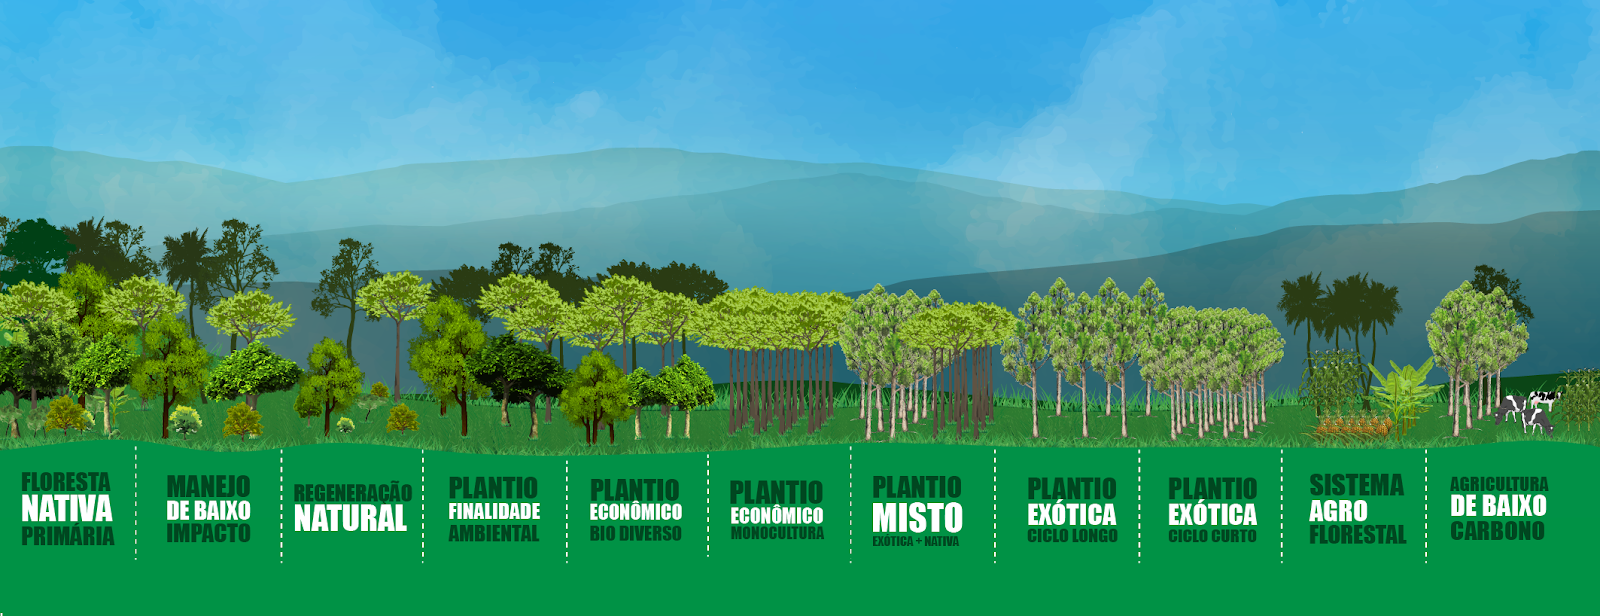 FLORESTA
NATIVA
PRIMÁRIA
MANEJO
DE BAIXO
IMPACTO
REGENERAÇÃO
NATURAL
PLANTIO
FINALIDADE
AMBIENTAL
PLANTIO
ECONÔMICO
BIO DIVERSO
PLANTIO
ECONÔMICO
MONOCULTURA
PLANTIO
MISTO
EXÓTICA + NATIVA
PLANTIO
EXÓTICA
CICLO LONGO
PLANTIO
EXÓTICA
CICLO CURTO
SISTEMA
AGRO
FLORESTAL
AGRICULTURA
DE BAIXO
CARBONO